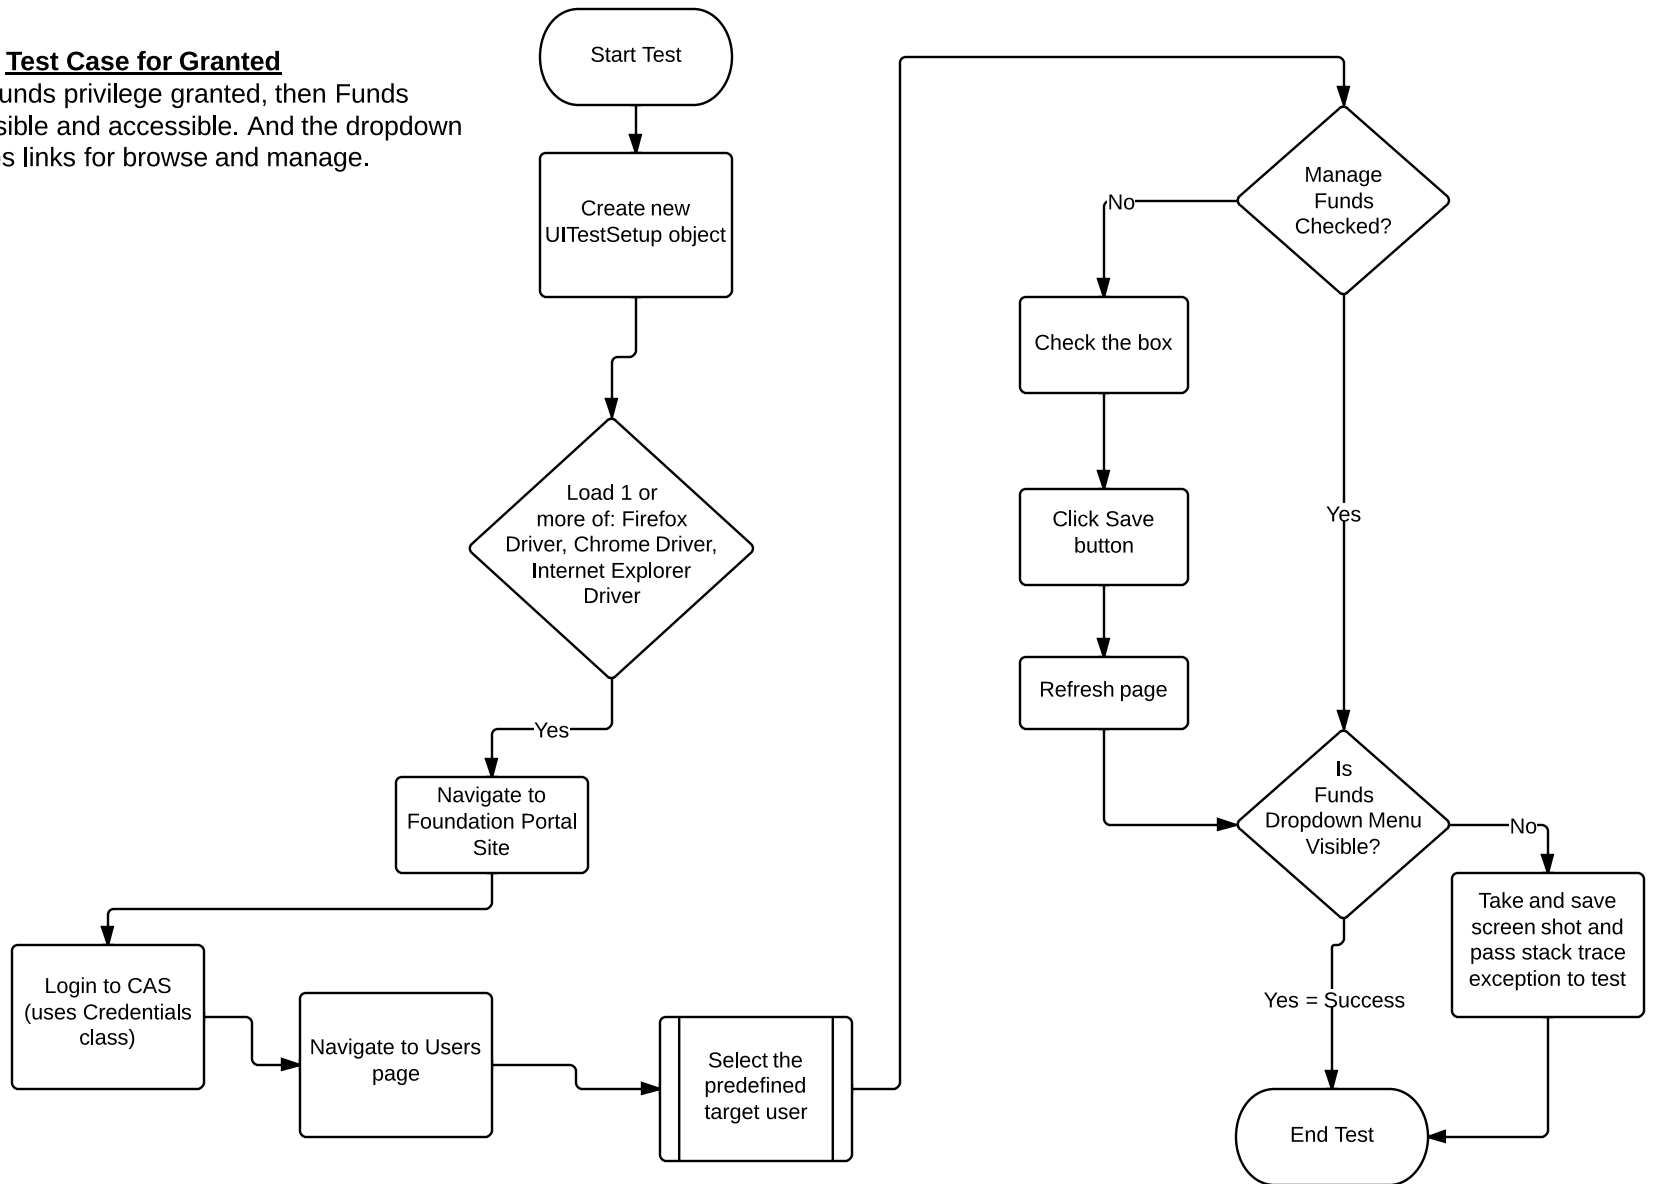 Test Case for Granted
privilege granted, then Funds
and accessible. And the dropdown
links for browse and manage.
Start Test
Create new
UITestSetup object
Load 1 or
more of: Firefox
Driver, Chrome Driver,
Internet Explorer
Driver
Yes
Navigate to
Foundation Portal
Site
Login to CAS
(uses Credentials
class)
Navigate to Users
page
Select the
predefined
target user
Manage
Funds
Checked?
No
Check the box
Click Save
button
Refresh page
Yes
Is
Funds
Dropdown Menu
Visible?
No
Take and save
screen shot and
pass stack trace
exception to test
Yes = Success
End Test